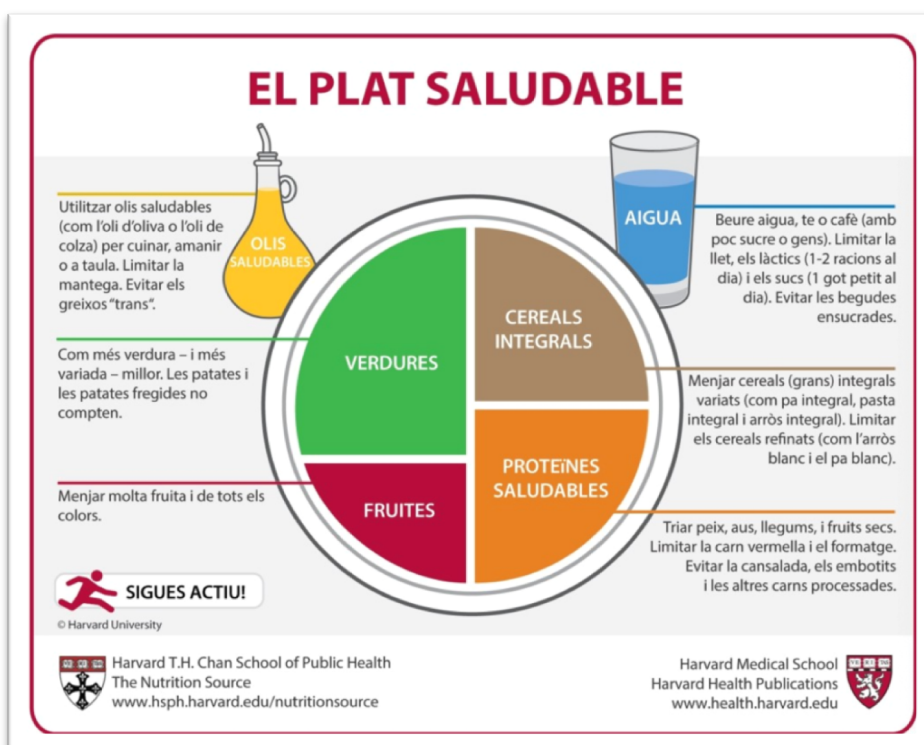 EL PLAT SALUDABLE
OLIS
SALUDABLES
Utilitzar olis saludables
(com l'oli d'oliva o l'oli de
colza) per cuinar, amanir
o a taula. Limitar la
mantega. Evitar els
greixos "trans".
AIGUA
Beure aigua, te o cafè (amb
poc sucre o gens). Limitar la
llet, els làctics (1-2 racions al
dia) i els sucs (1 got petit al
dia). Evitar les begudes
ensucrades.
VERDURES
Com més verdura – i més
variada – millor. Les patates i
les patates fregides no
compten.
CEREALS
INTEGRALS
Menjar cereals (grans) integrals
variats (com pa integral, pasta
integral i arròs integral). Limitar
els cereals refinats (com l'arròs
blanc i el pa blanc).
FRUITES
Menjar molta fruita i de tots els
colors.
PROTEïNES
SALUDABLES
Triar peix, aus, llegums, i fruits secs.
Limitar la carn vermella i el formatge.
Evitar la cansalada, els embotits
i les altres carns processades.
SIGUES ACTIU!
© Harvard University
Harvard T.H. Chan School of Public Health
The Nutrition Source
www.hsph.harvard.edu/nutritionsource
Harvard Medical School
Harvard Health Publications
www.health.harvard.edu